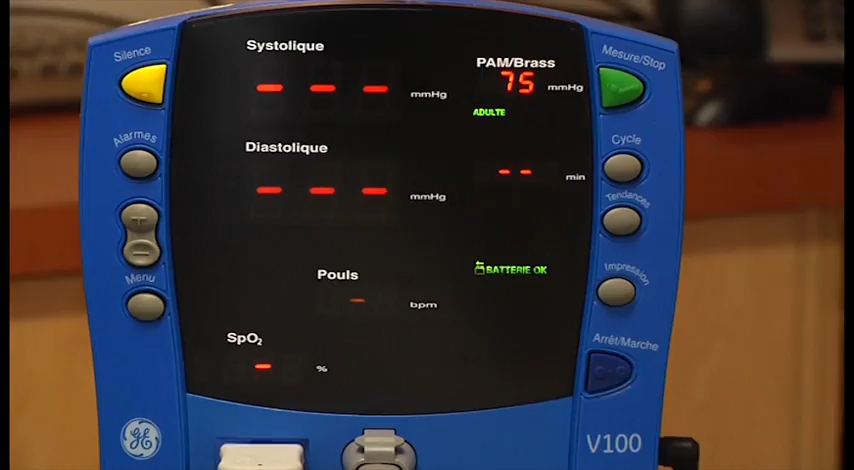 Silence
Systolique
PAM/Brass
Mesure/Stop
- - - mmHg
75 mmHg
ADULTE
Alarmes
Cycle
Diastolique
- - min
- - - mmHg
Tendances
+
-
Menu
Pouls
BATTERIE OK
Impression
- bpm
SpO₂
- %
Arrêt/Marche
GE
V100